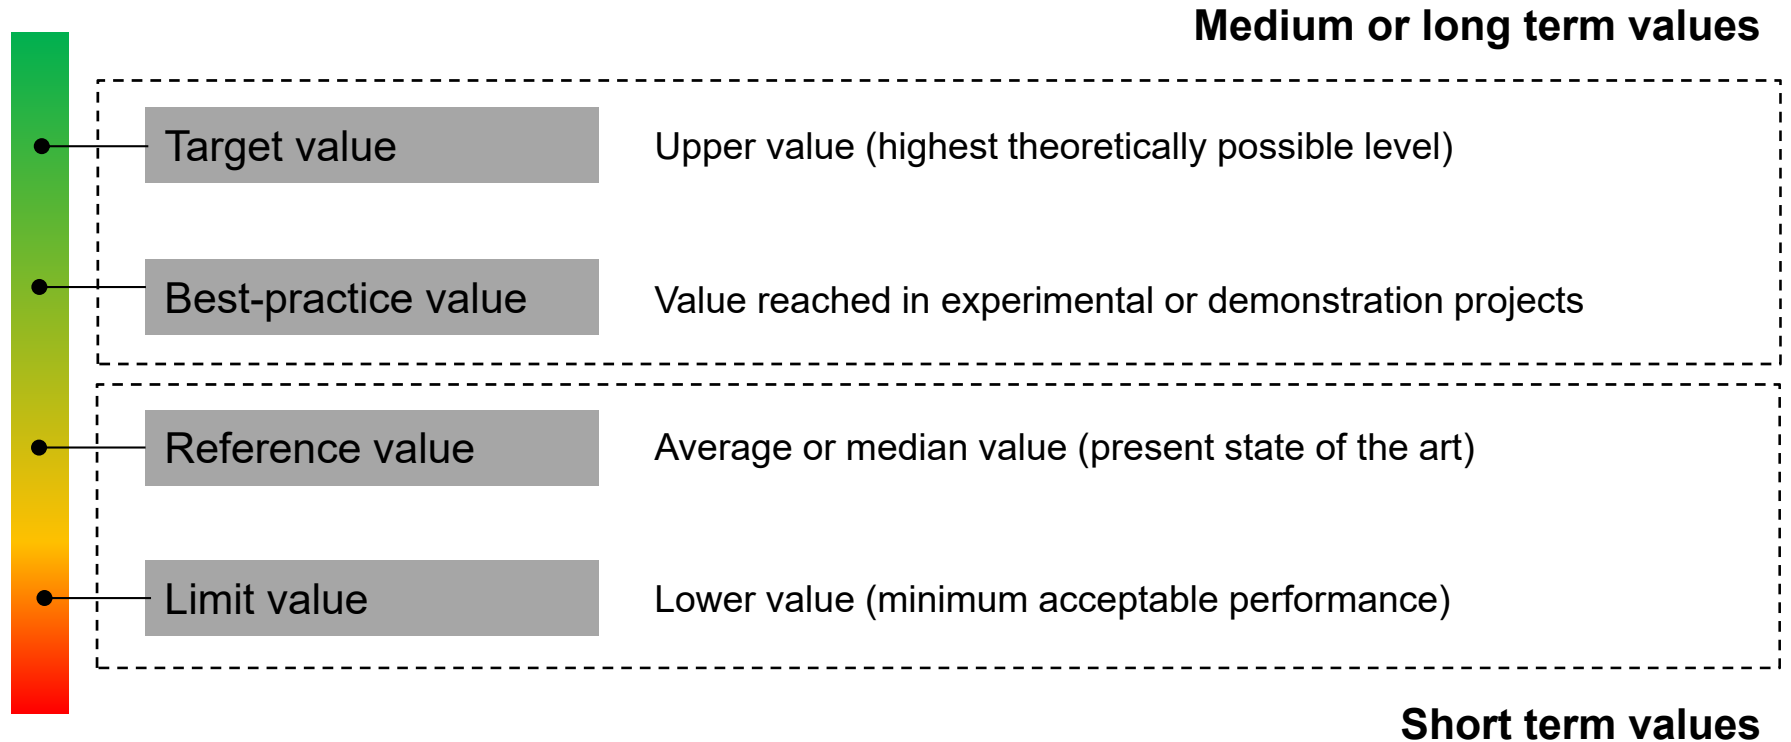 Medium or long term values
Target value
Upper value (highest theoretically possible level)
Best-practice value
Value reached in experimental or demonstration projects
Reference value
Average or median value (present state of the art)
Limit value
Lower value (minimum acceptable performance)
Short term values